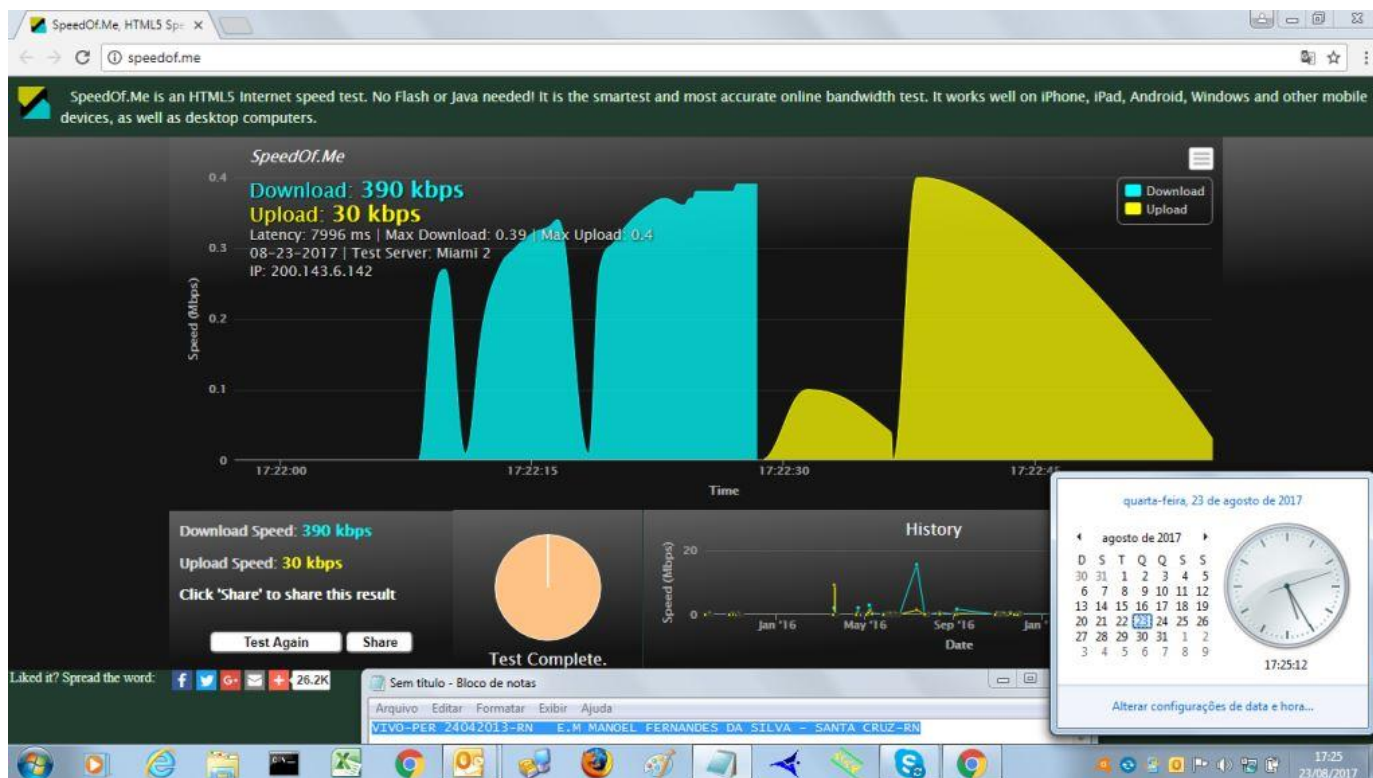 SpeedOf.Me, HTML5 Spe
speedof.me
SpeedOf.Me is an HTML5 Internet speed test. No Flash or Java needed! It is the smartest and most accurate online bandwidth test. It works well on iPhone, iPad, Android, Windows and other mobile
devices, as well as desktop computers.
SpeedOf.Me
Download: 390 kbps
Upload: 30 kbps
Latency: 7996 ms | Max Download: 0.39 | Max Upload: 0.4
08-23-2017 | Test Server: Miami 2
IP: 200.143.6.142
Download
Upload
Speed (Mbps)
0.4
0.3
0.2
0.1
0
17:22:00 17:22:15 17:22:30 17:22:45
Time
Download Speed: 390 kbps
Upload Speed: 30 kbps
Click 'Share' to share this result
Test Again Share
Test Complete.
History
Speed (Mbps)
20
0
Jan '16 May '16 Sep '16 Jan '
Date
quarta-feira, 23 de agosto de 2017
agosto de 2017
D S T Q Q S S
30 31 1 2 3 4 5
6 7 8 9 10 11 12
13 14 15 16 17 18 19
20 21 22 23 24 25 26
27 28 29 30 31 1 2
3 4 5 6 7 8 9
17:25:12
Alterar configurações de data e hora...
Liked it? Spread the word: 26.2K
Sem título - Bloco de notas
Arquivo Editar Formatar Exibir Ajuda
VIVO-PER 24042013-RN E.M MANOEL FERNANDES DA SILVA - SANTA CRUZ-RN
17:25
23/08/2017